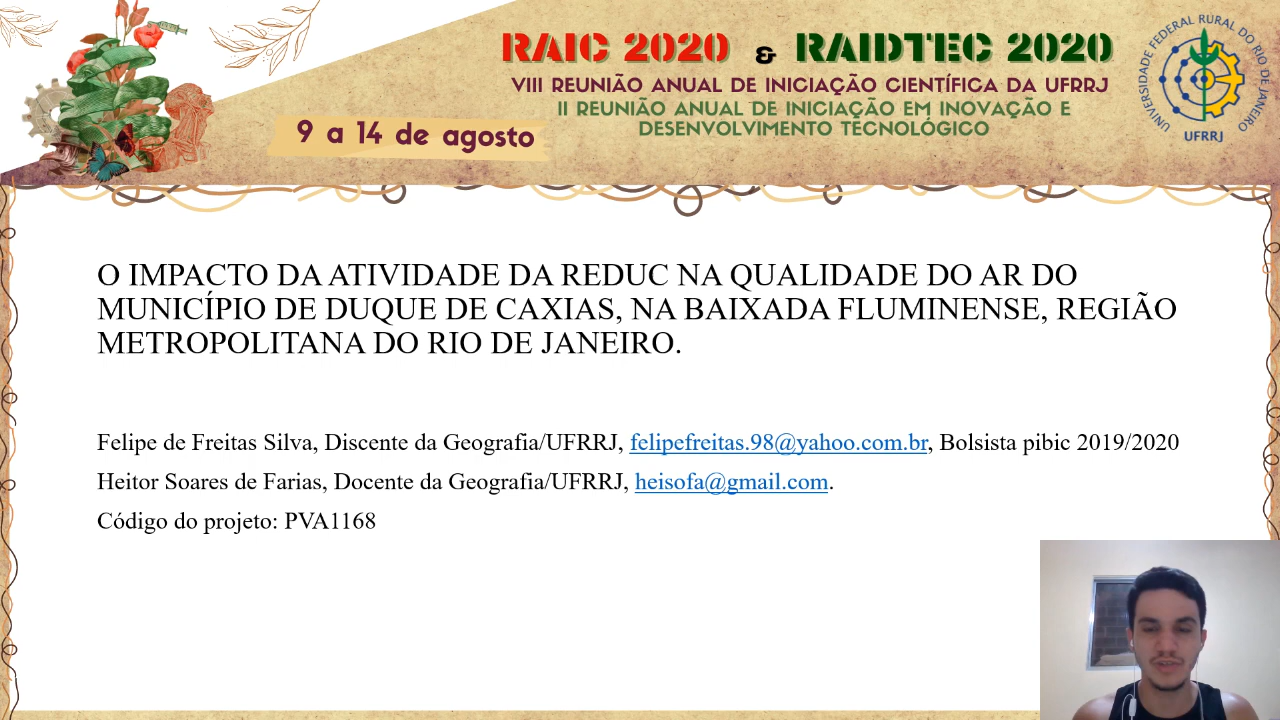 RAIC 2020 & RAIDTEC 2020
VIII REUNIÃO ANUAL DE INICIAÇÃO CIENTÍFICA DA UFRRJ
II REUNIÃO ANUAL DE INICIAÇÃO EM INOVAÇÃO E
DESENVOLVIMENTO TECNOLÓGICO
9 a 14 de agosto
UNIVERSIDADE FEDERAL RURAL DO RIO DE JANEIRO
UFRRJ
O IMPACTO DA ATIVIDADE DA REDUC NA QUALIDADE DO AR DO
MUNICÍPIO DE DUQUE DE CAXIAS, NA BAIXADA FLUMINENSE, REGIÃO
METROPOLITANA DO RIO DE JANEIRO.
Felipe de Freitas Silva, Discente da Geografia/UFRRJ, felipefreitas.98@yahoo.com.br, Bolsista pibic 2019/2020
Heitor Soares de Farias, Docente da Geografia/UFRRJ, heisofa@gmail.com.
Código do projeto: PVA1168